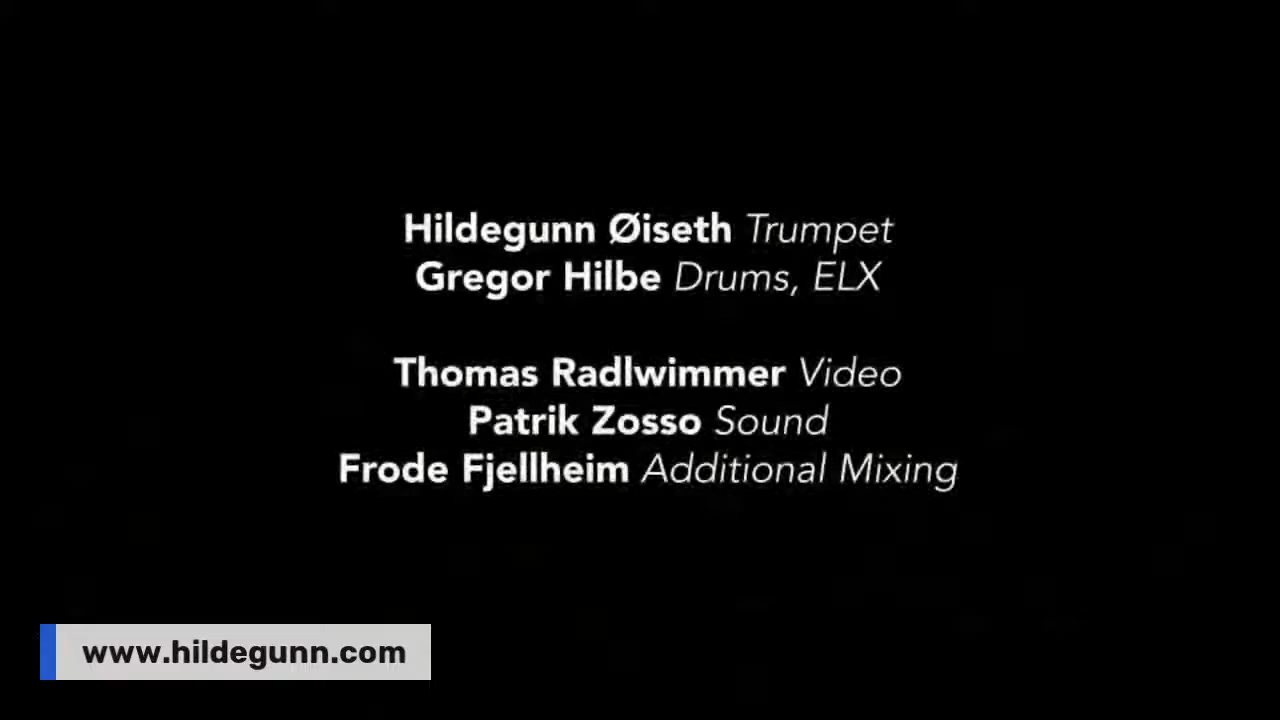 Hildegunn Øiseth Trumpet
Gregor Hilbe Drums, ELX
Thomas Radlwimmer Video
Patrik Zosso Sound
Frode Fjellheim Additional Mixing
www.hildegunn.com